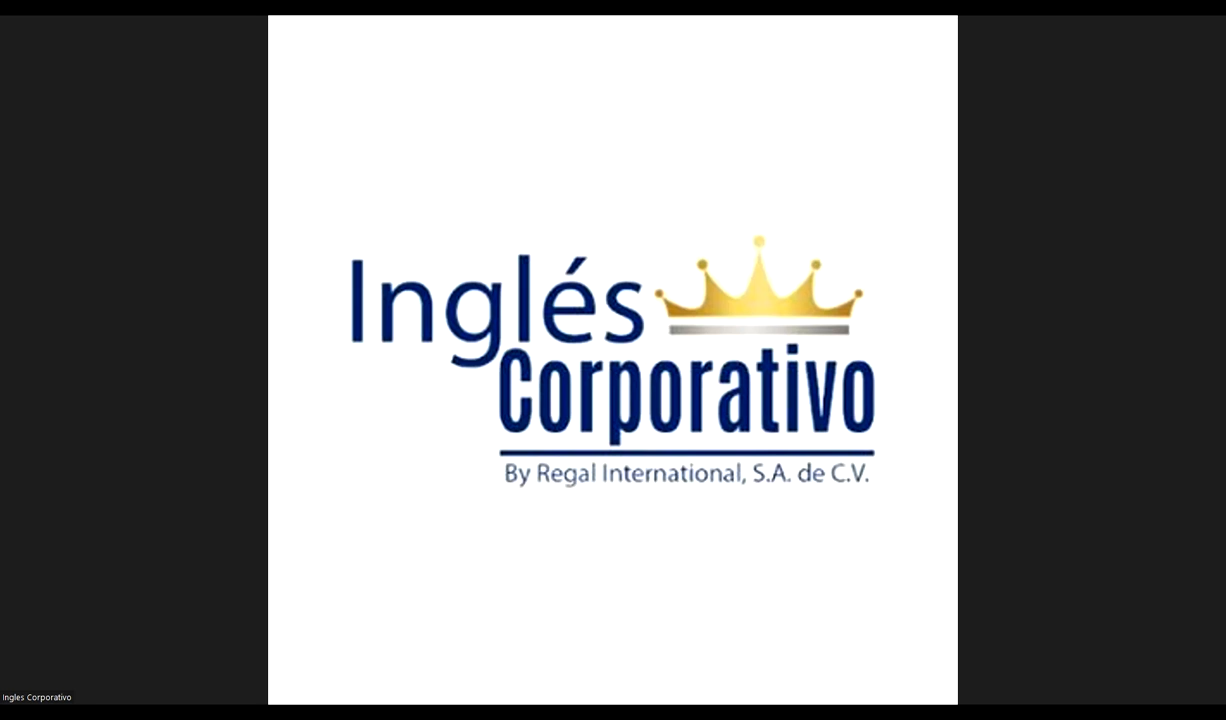 Inglés
Corporativo
By Regal International, S.A. de C.V.
Ingles Corporativo